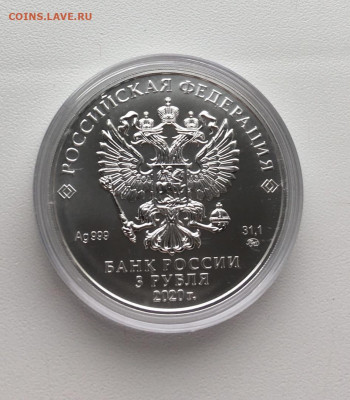 COINS.LAVE.RU
РОССИЙСКАЯ ФЕДЕРАЦИЯ
Ag 999
31,1
БАНК РОССИИ
3 РУБЛЯ
2020 г.